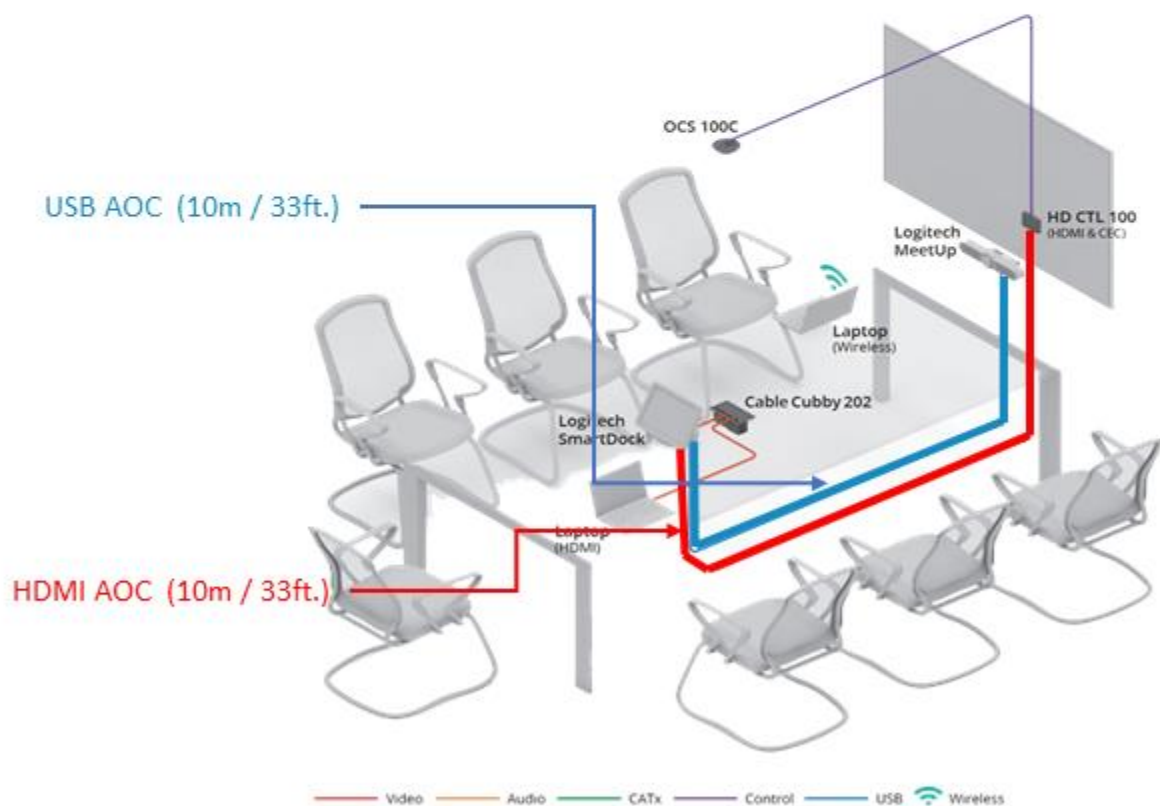 OCS 100C
USB AOC (10m / 33ft.)
HD CTL 100
(HDMI & CEC)
Logitech
MeetUp
Laptop
(Wireless)
Cable Cubby 202
Logitech
SmartDock
Laptop
(HDMI)
HDMI AOC (10m / 33ft.)
Video Audio CATx Control USB Wireless